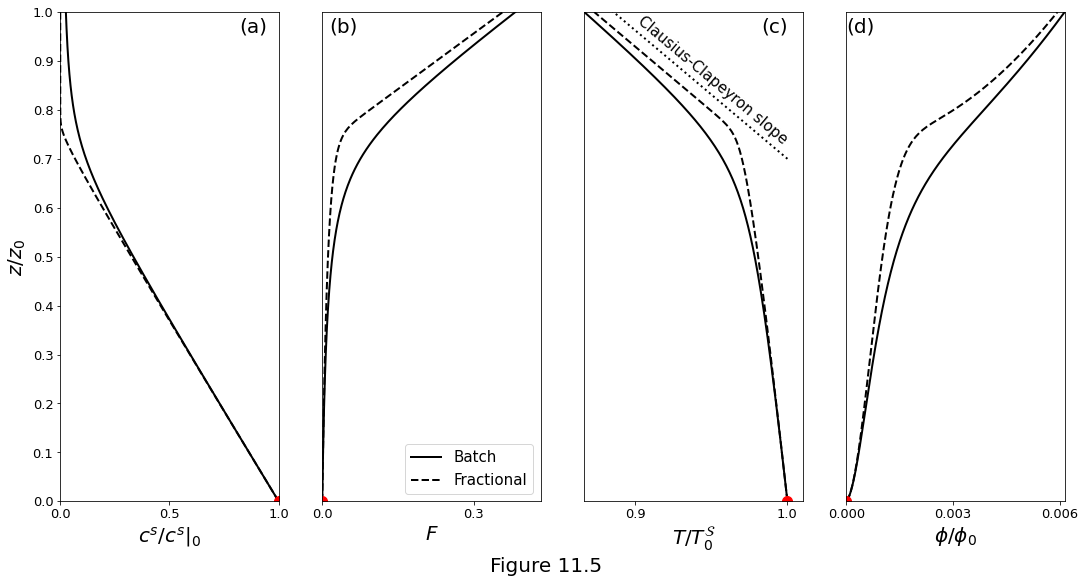 (a)
1.0
0.9
0.8
0.7
0.6
0.5
0.4
0.3
0.2
0.1
0.0
z/z₀
0.0 0.5 1.0
cˢ/cˢ|₀
(b)
Batch
Fractional
0.0 0.3
F
(c)
Clausius-Clapeyron slope
0.9 1.0
T/T₀^𝒮
(d)
0.000 0.003 0.006
ϕ/ϕ₀
Figure 11.5